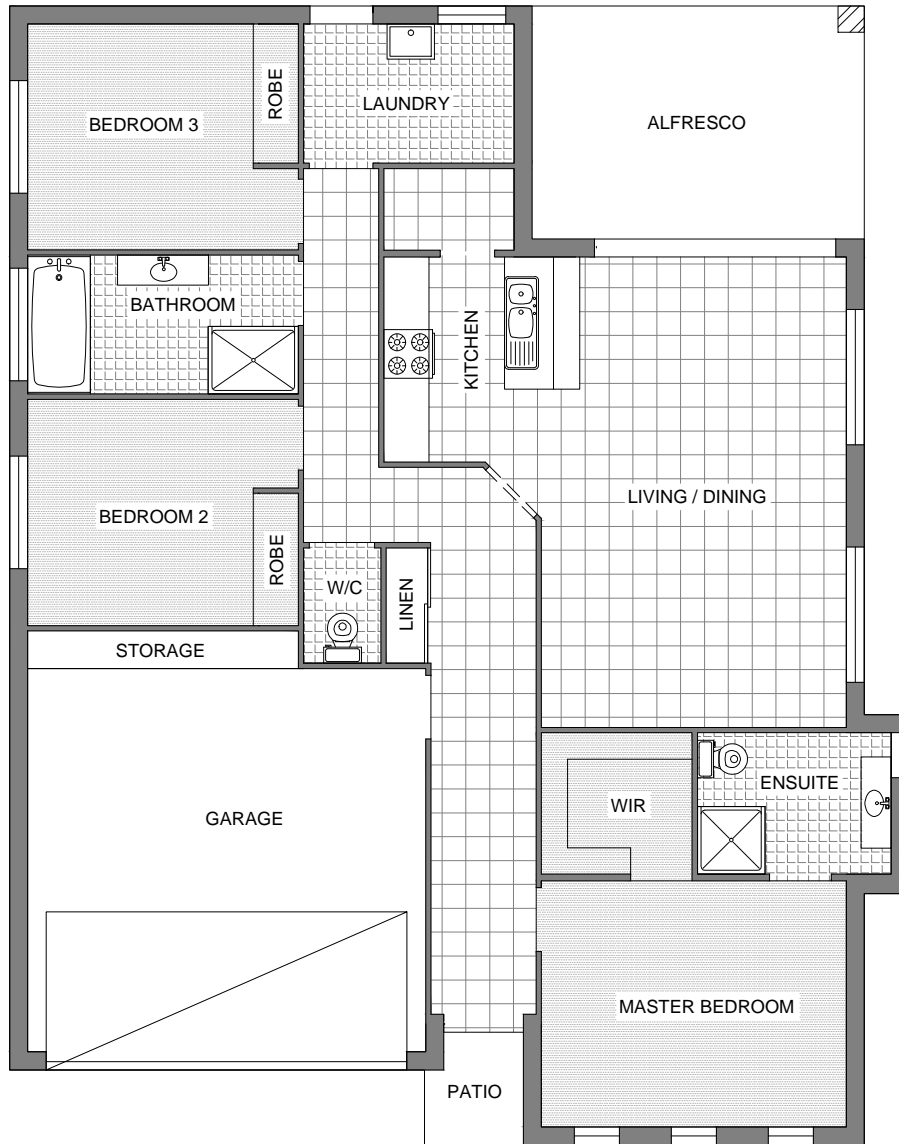 ROBE
LAUNDRY
BEDROOM 3
ALFRESCO
BATHROOM
KITCHEN
LIVING / DINING
BEDROOM 2
ROBE
W/C
LINEN
STORAGE
ENSUITE
WIR
GARAGE
MASTER BEDROOM
PATIO